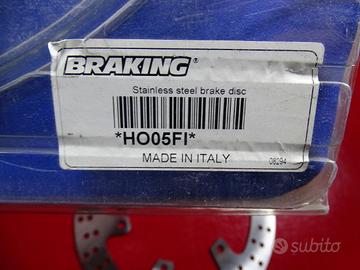 BRAKING®
Stainless steel brake disc
*HO05FI*
MADE IN ITALY
08294
subito